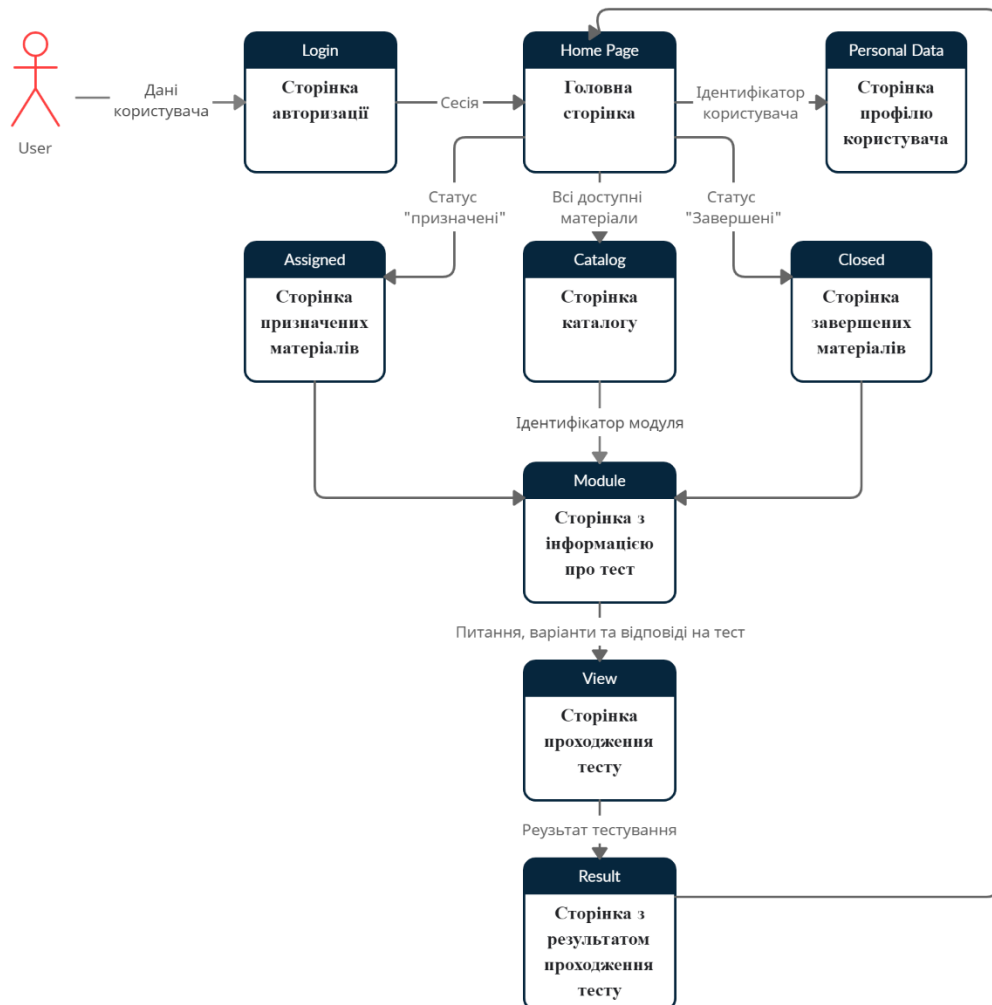 Login
Сторінка
авторизації
Home Page
Головна
сторінка
Personal Data
Сторінка
профілю
користувача
User
Дані
користувача
Сесія
Ідентифікатор
користувача
Статус
"призначені"
Всі доступні
матеріали
Статус
"Завершені"
Assigned
Сторінка
призначених
матеріалів
Catalog
Сторінка
каталогу
Closed
Сторінка
завершених
матеріалів
Ідентифікатор модуля
Module
Сторінка з
інформацією
про тест
Питання, варіанти та відповіді на тест
View
Сторінка
проходження
тесту
Реузьтат тестування
Result
Сторінка з
результатом
проходження
тесту